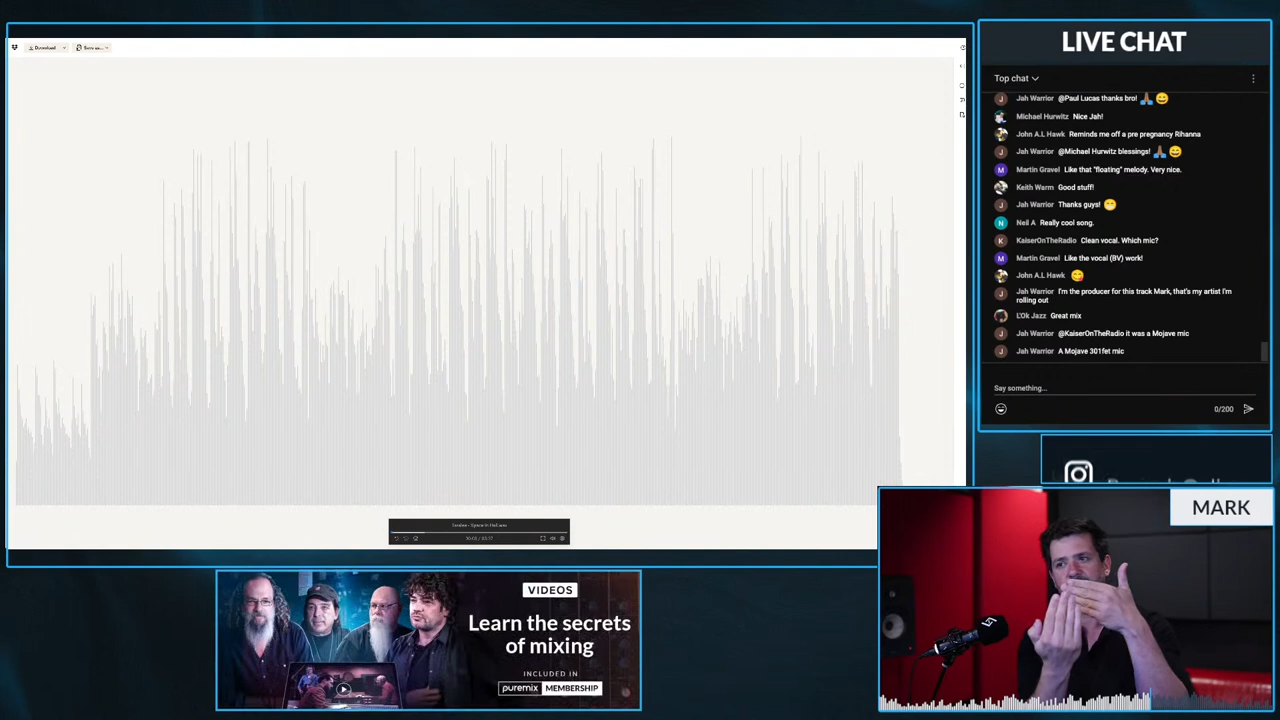 Download
Save as...
LIVE CHAT
Top chat
J Jah Warrior @Paul Lucas thanks bro! 🙏🏾 😄
Michael Hurwitz Nice Jah!
John A.L Hawk Reminds me off a pre pregnancy Rihanna
J Jah Warrior @Michael Hurwitz blessings! 🙏🏾 😄
M Martin Gravel Like that "floating" melody. Very nice.
Keith Warm Good stuff!
J Jah Warrior Thanks guys! 😁
N Neil A Really cool song.
K KaiserOnTheRadio Clean vocal. Which mic?
M Martin Gravel Like the vocal (BV) work!
John A.L Hawk 😋
J Jah Warrior I'm the producer for this track Mark, that's my artist I'm
rolling out
L'Ok Jazz Great mix
J Jah Warrior @KaiserOnTheRadio it was a Mojave mic
J Jah Warrior A Mojave 301fet mic
Say something...
0/200
MARK
VIDEOS
Learn the secrets
of mixing
INCLUDED IN
puremix MEMBERSHIP